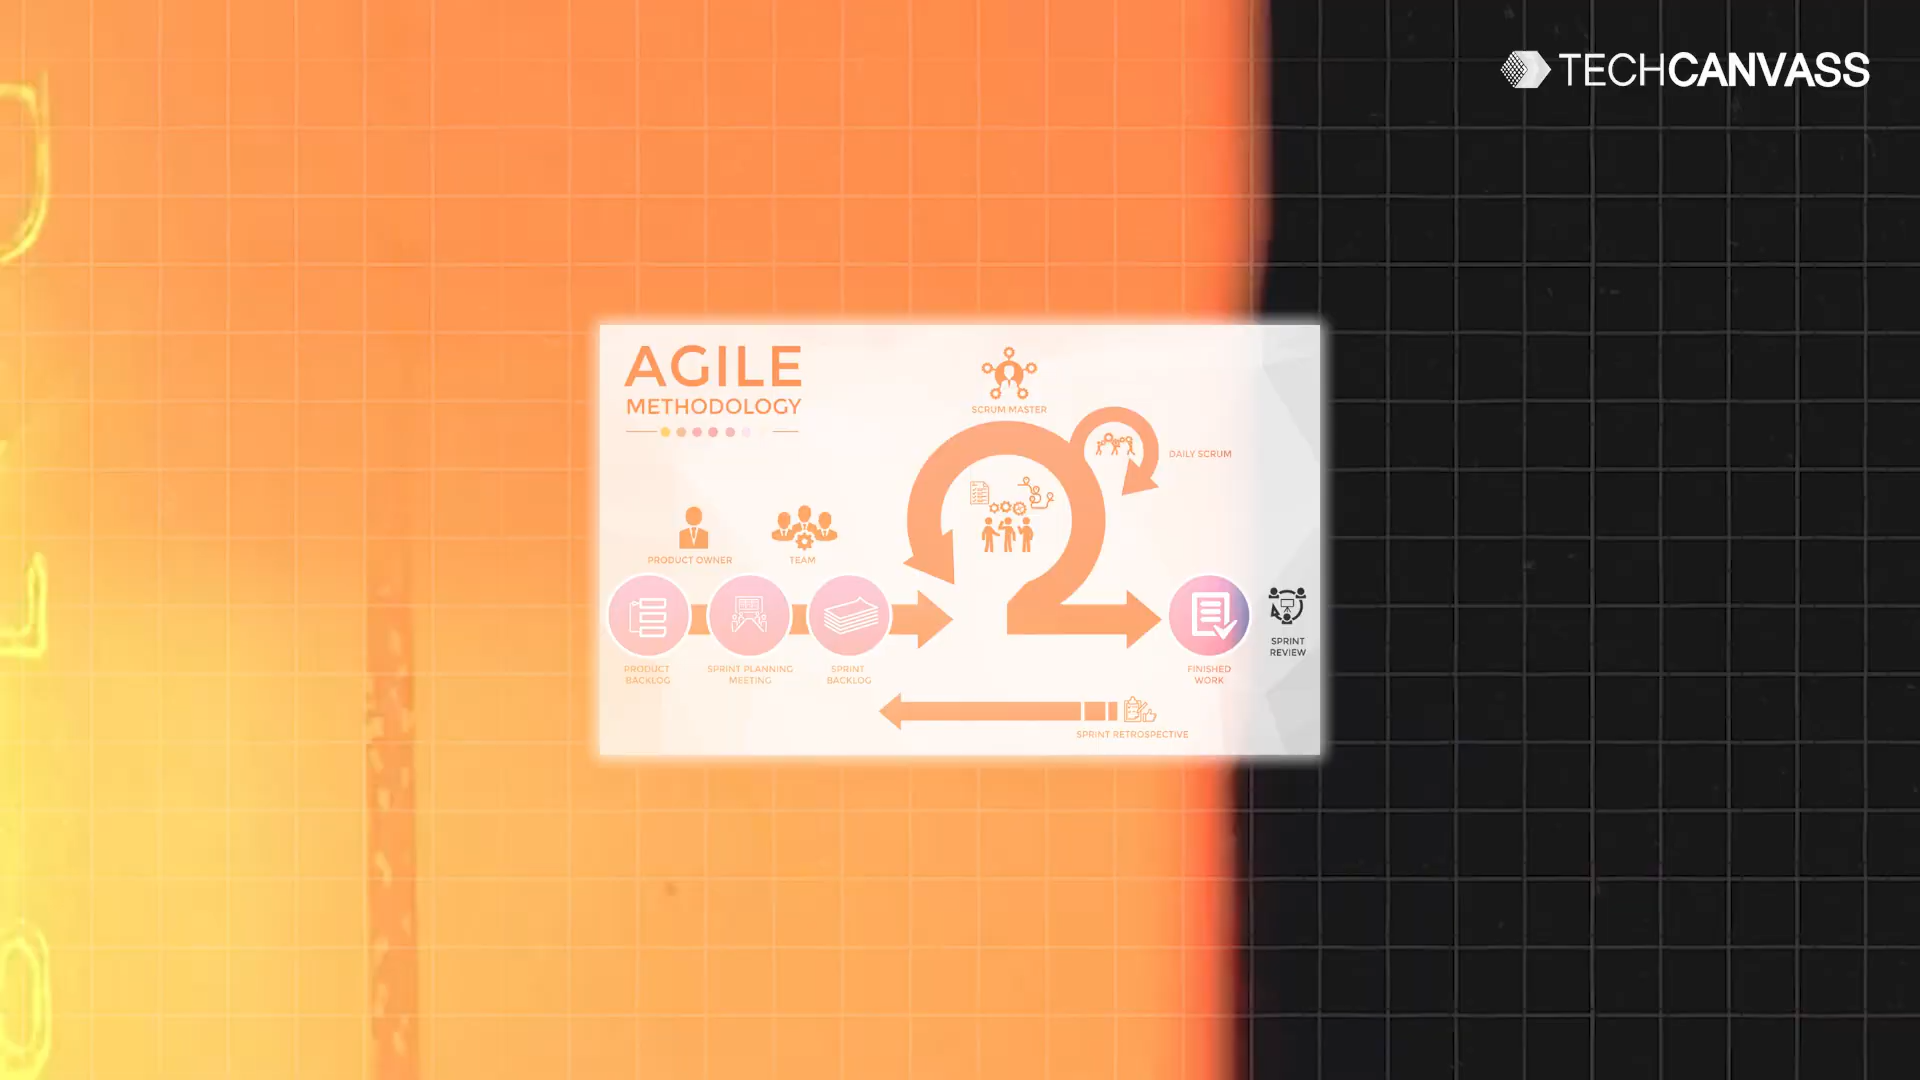 TECHCANVASS
AGILE
METHODOLOGY
SCRUM MASTER
DAILY SCRUM
PRODUCT OWNER
TEAM
PRODUCT
BACKLOG
SPRINT PLANNING
MEETING
SPRINT
BACKLOG
FINISHED
WORK
SPRINT
REVIEW
SPRINT RETROSPECTIVE